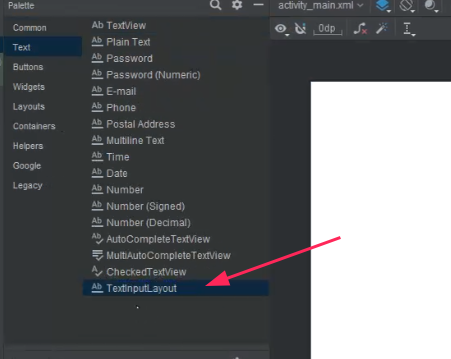 Palette
activity_main.xml
Common
Text
Buttons
Widgets
Layouts
Containers
Helpers
Google
Legacy
Ab TextView
Ab Plain Text
Ab Password
Ab Password (Numeric)
Ab E-mail
Ab Phone
Ab Postal Address
Ab Multiline Text
Ab Time
Ab Date
Ab Number
Ab Number (Signed)
Ab Number (Decimal)
Ab AutoCompleteTextView
MultiAutoCompleteTextView
A CheckedTextView
Ab TextInputLayout
0dp